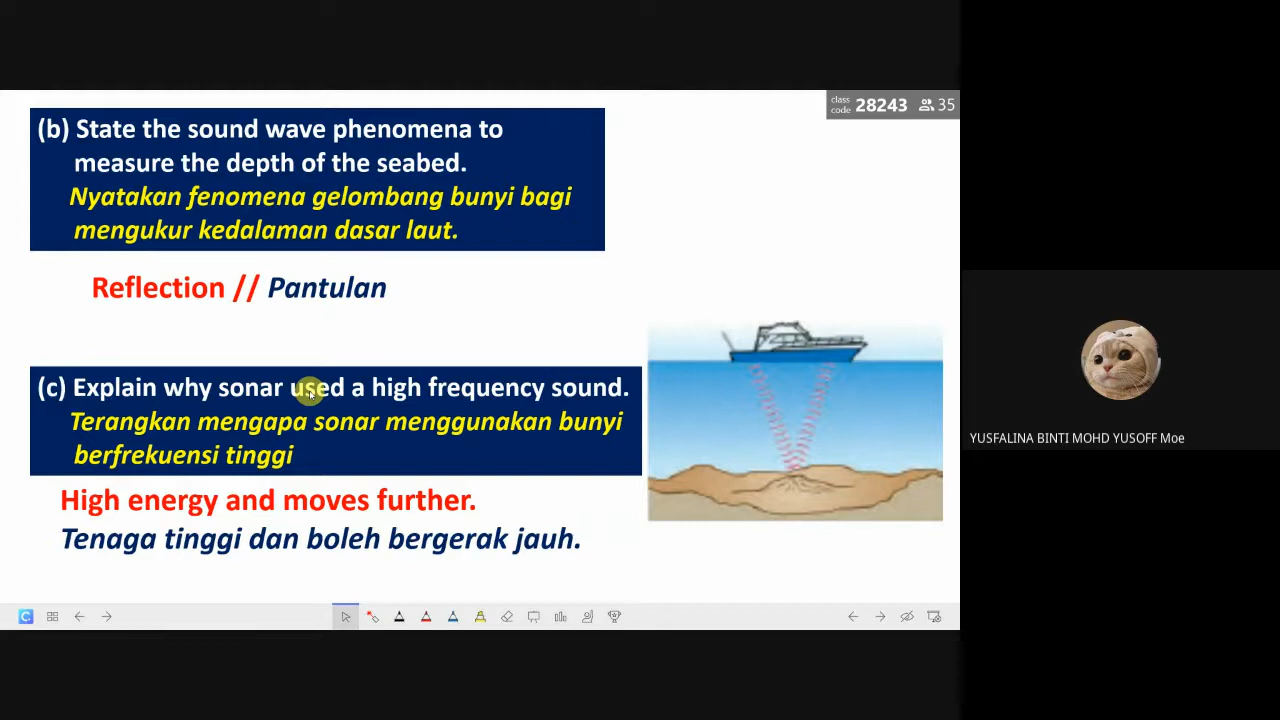 class
code 28243 35
(b) State the sound wave phenomena to
measure the depth of the seabed.
Nyatakan fenomena gelombang bunyi bagi
mengukur kedalaman dasar laut.
Reflection // Pantulan
(c) Explain why sonar used a high frequency sound.
Terangkan mengapa sonar menggunakan bunyi
berfrekuensi tinggi
High energy and moves further.
Tenaga tinggi dan boleh bergerak jauh.
YUSFALINA BINTI MOHD YUSOFF Moe